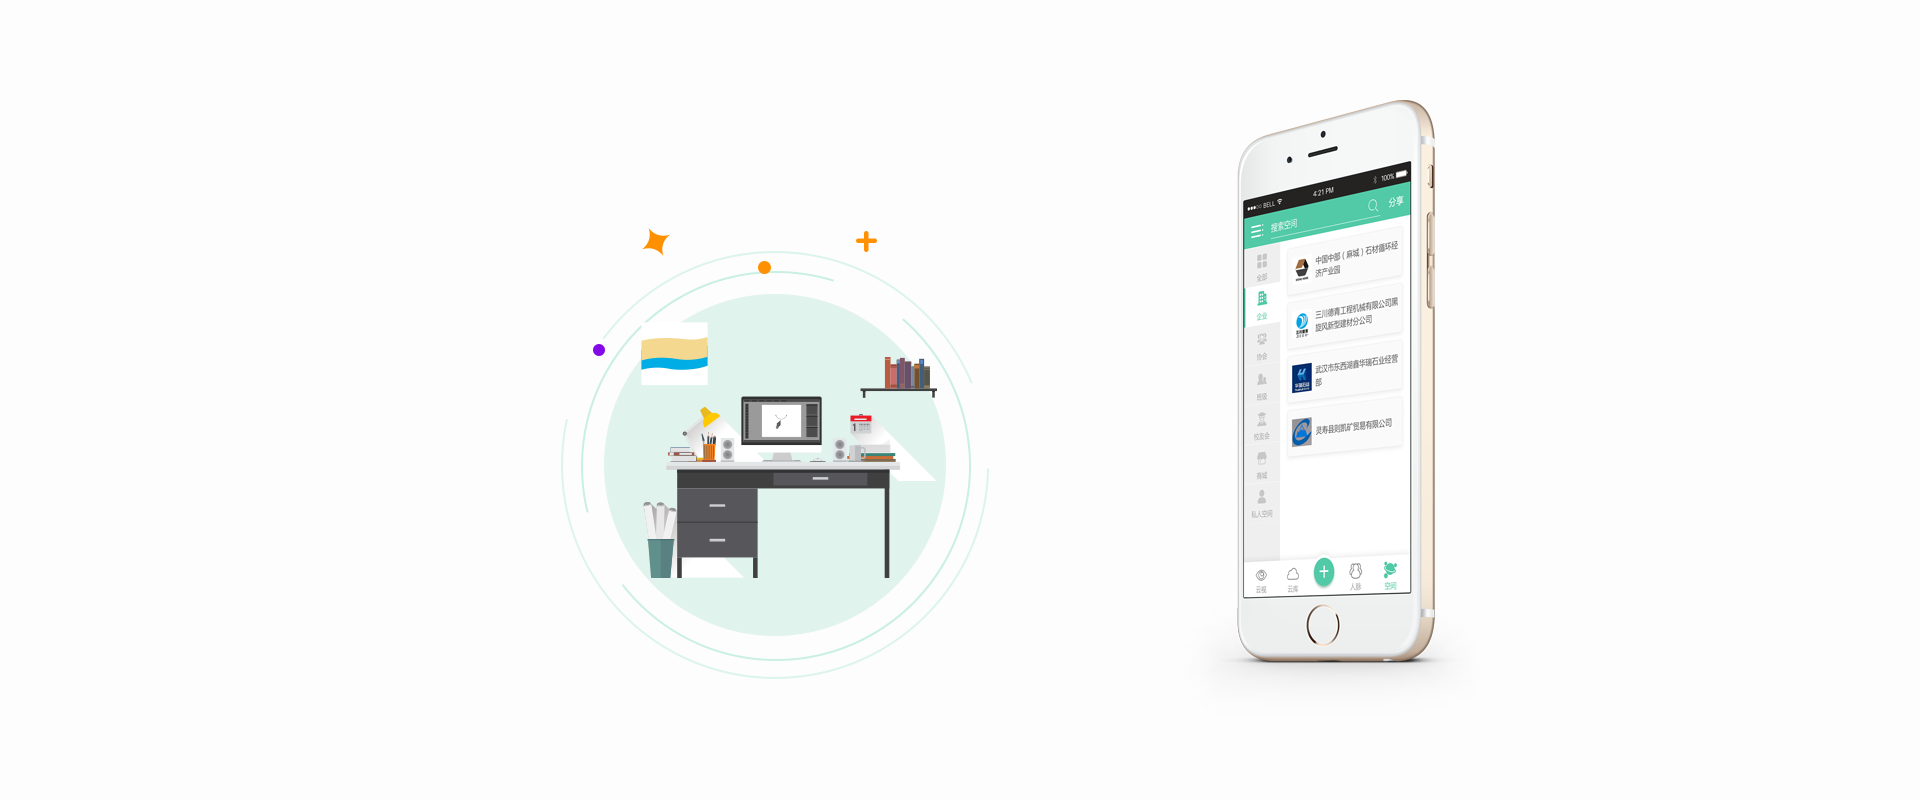 BELL
4:21 PM
100%
搜索空间
分享
全部
企业
协会
班级
校友会
商城
私人空间
中国中部（麻城）石材循环经
济产业园
三川德青工程机械有限公司黑
旋风新型建材分公司
武汉市东西湖鑫华瑞石业经营
部
灵寿县则凯矿贸易有限公司
云视
云库
人脉
空间
1